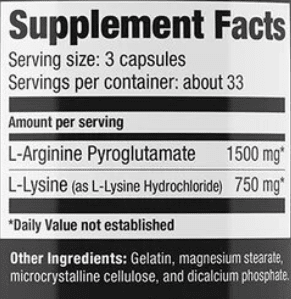 Supplement Facts
Serving size: 3 capsules
Servings per container: about 33
Amount per serving
L-Arginine Pyroglutamate 1500 mg*
L-Lysine (as L-Lysine Hydrochloride) 750 mg*
*Daily Value not established
Other Ingredients: Gelatin, magnesium stearate,
microcrystalline cellulose, and dicalcium phosphate.